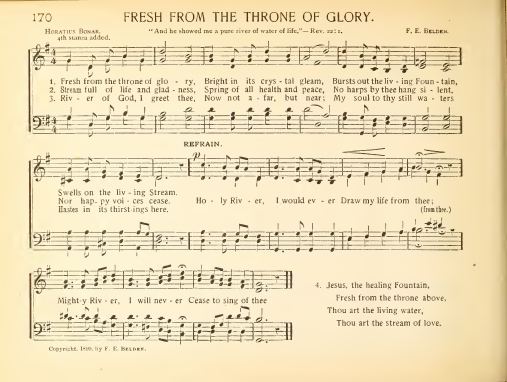 170
FRESH FROM THE THRONE OF GLORY.
HORATIUS BONAR.
4th stanza added.
"And he showed me a pure river of water of life,"—REV. 22:1.
F. E. BELDEN.
1. Fresh from the throne of glo - ry, Bright in its crys - tal gleam, Bursts out the liv - ing Foun - tain,
2. Stream full of life and glad - ness, Spring of all health and peace, No harps by thee hang si - lent,
3. Riv - er of God, I greet thee, Now not a - far, but near; My soul to thy still wa - ters
REFRAIN.
p
Swells on the liv - ing Stream.
Nor hap - py voi - ces cease.
Hastes in its thirst-ings here.
Ho - ly Riv - er, I would ev - er Draw my life from thee;
(from thee.)
Might-y Riv - er, I will nev - er Cease to sing of thee
4. Jesus, the healing Fountain,
Fresh from the throne above,
Thou art the living water,
Thou art the stream of love.
Copyright, by F. E. BELDEN.